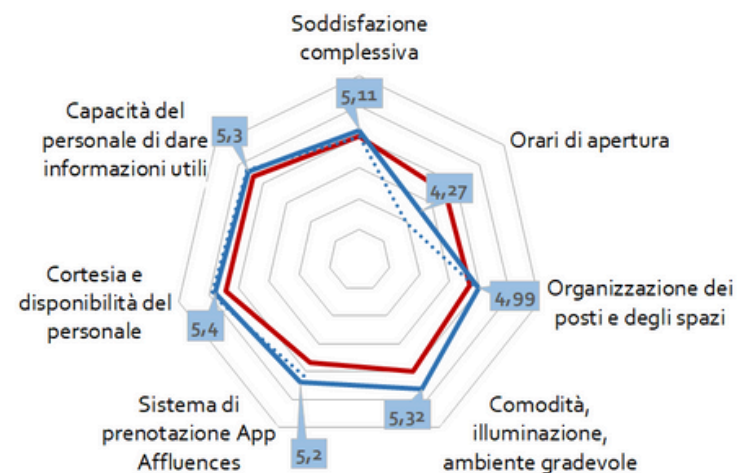 Soddisfazione
complessiva
5,11
Orari di apertura
4,27
Organizzazione dei
posti e degli spazi
4,99
Comodità,
illuminazione,
ambiente gradevole
5,32
Sistema di
prenotazione App
Affluences
5,2
Cortesia e
disponibilità del
personale
5,4
Capacità del
personale di dare
informazioni utili
5,3